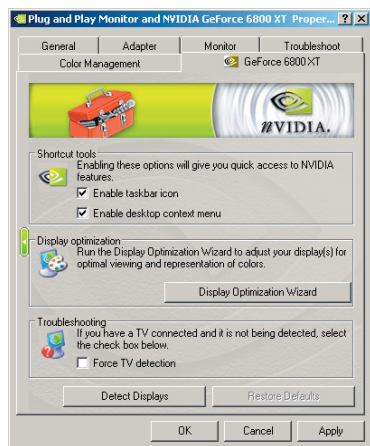 Plug and Play Monitor and NVIDIA GeForce 6800 XT Proper...
General Adapter Monitor Troubleshoot
Color Management GeForce 6800 XT
NVIDIA.
Shortcut tools
Enabling these options will give you quick access to NVIDIA
features.
Enable taskbar icon
Enable desktop context menu
Display optimization
Run the Display Optimization Wizard to adjust your display(s) for
optimal viewing and representation of colors.
Display Optimization Wizard
Troubleshooting
If you have a TV connected and it is not being detected, select
the check box below.
Force TV detection
Detect Displays Restore Defaults
OK Cancel Apply